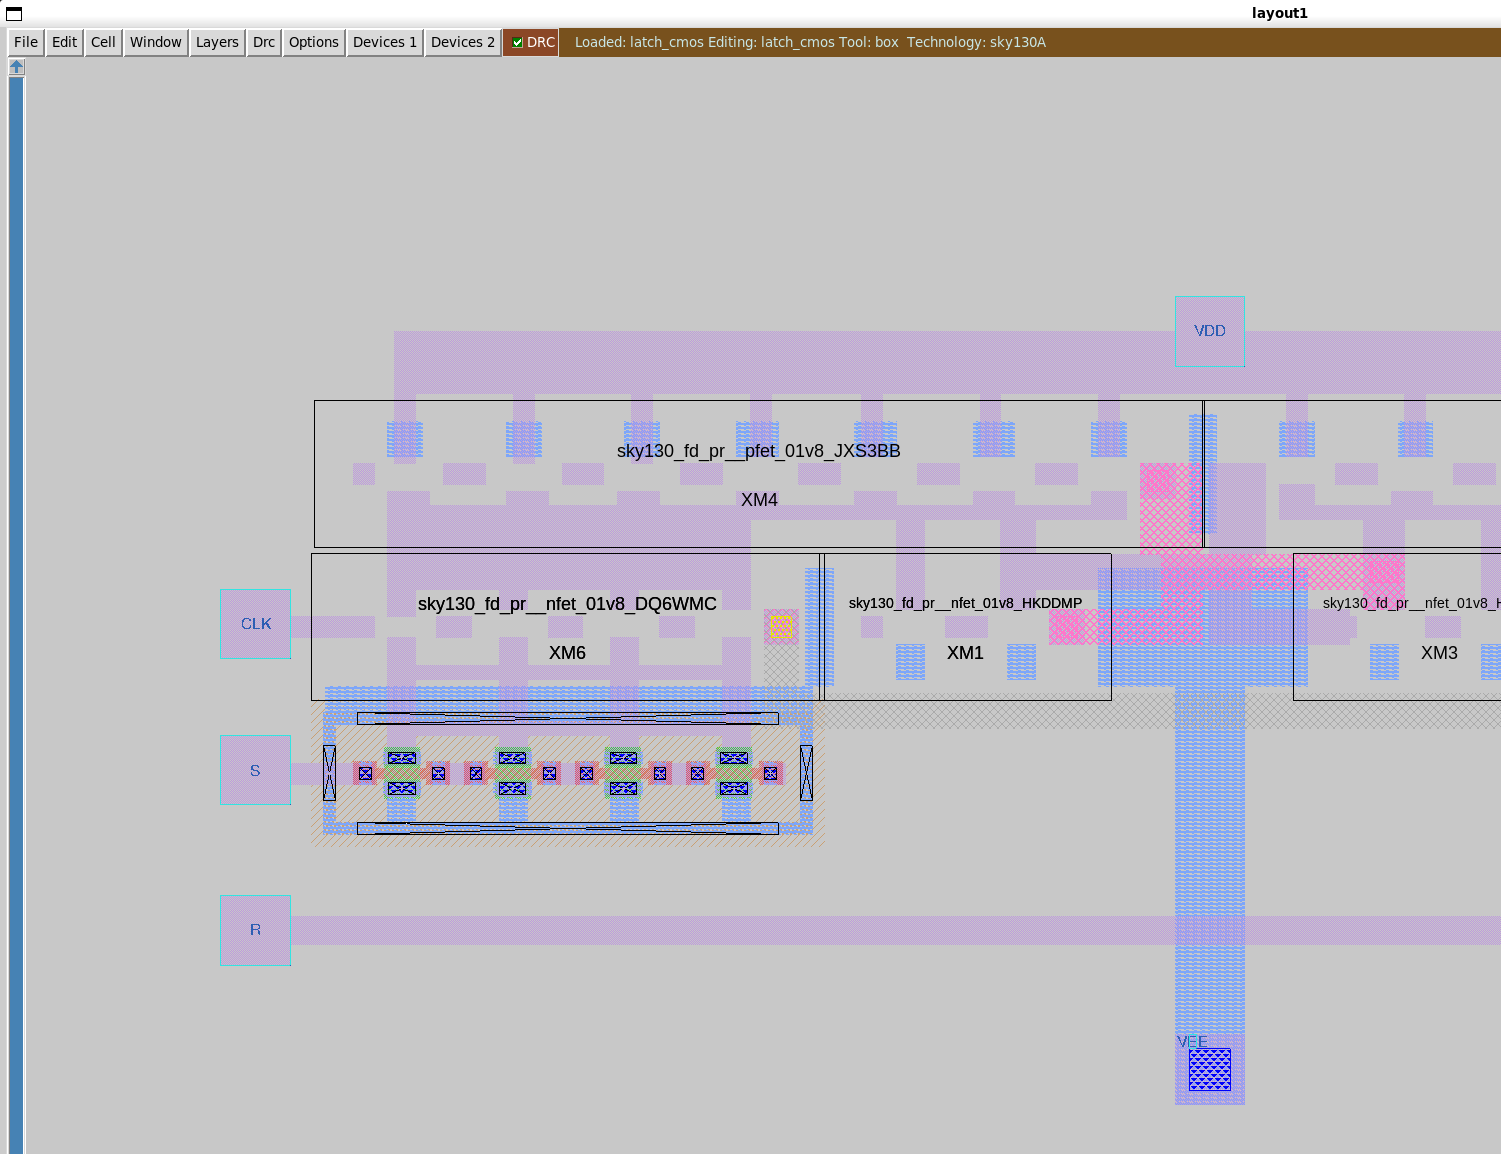 layout1
File Edit Cell Window Layers Drc Options Devices 1 Devices 2 DRC Loaded: latch_cmos Editing: latch_cmos Tool: box Technology: sky130A
VDD
sky130_fd_pr__pfet_01v8_JXS3BB
XM4
sky130_fd_pr__nfet_01v8_DQ6WMC sky130_fd_pr__nfet_01v8_HKDDMP sky130_fd_pr__nfet_01v8_H
CLK
XM6 XM1 XM3
S
R
VEE